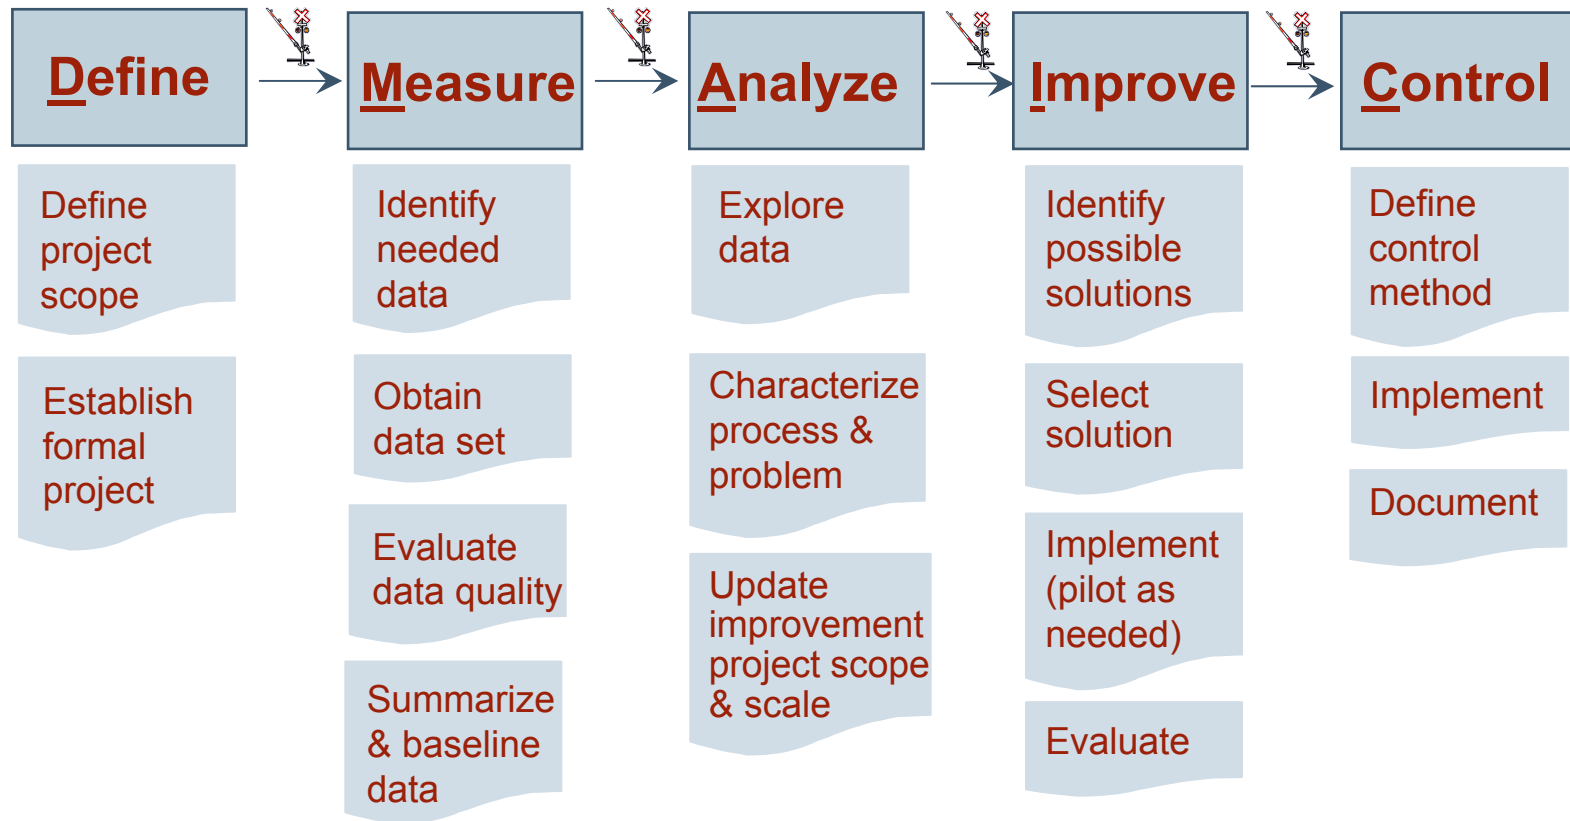 Define
Measure
Analyze
Improve
Control
Define
project
scope
Establish
formal
project
Identify
needed
data
Obtain
data set
Evaluate
data quality
Summarize
& baseline
data
Explore
data
Characterize
process &
problem
Update
improvement
project scope
& scale
Identify
possible
solutions
Select
solution
Implement
(pilot as
needed)
Evaluate
Define
control
method
Implement
Document